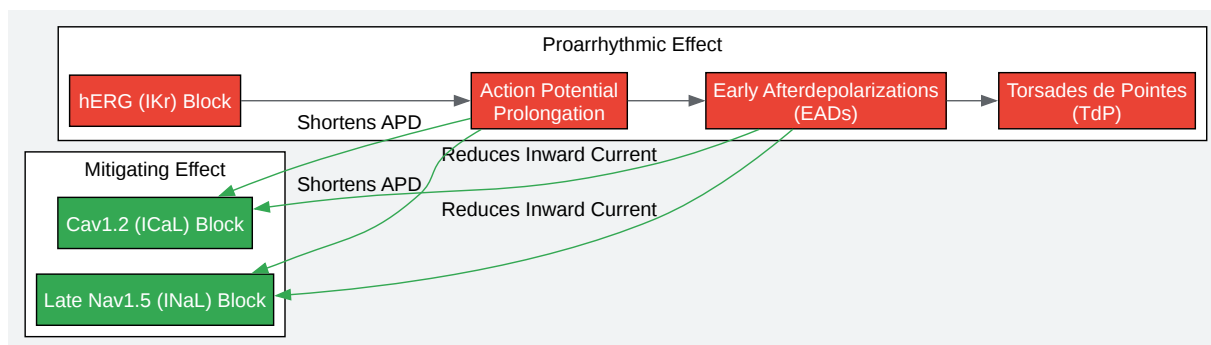 Proarrhythmic Effect
hERG (IKr) Block
Action Potential
Prolongation
Early Afterdepolarizations
(EADs)
Torsades de Pointes
(TdP)
Shortens APD
Reduces Inward Current
Mitigating Effect
Shortens APD
Cav1.2 (ICaL) Block
Reduces Inward Current
Late Nav1.5 (INaL) Block